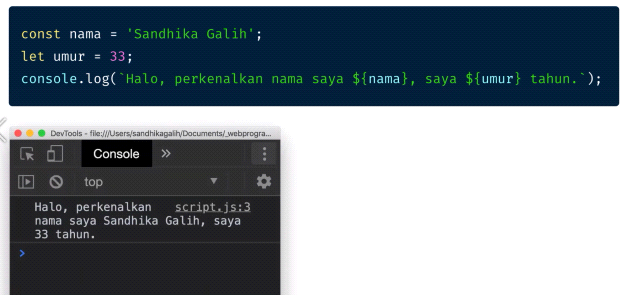 const nama = 'Sandhika Galih';
let umur = 33;
console.log(`Halo, perkenalkan nama saya ${nama}, saya ${umur} tahun.`);
DevTools - file:///Users/sandhikagalih/Documents/_webprogra...
Console »
top ▼
Halo, perkenalkan script.js:3
nama saya Sandhika Galih, saya
33 tahun.
>